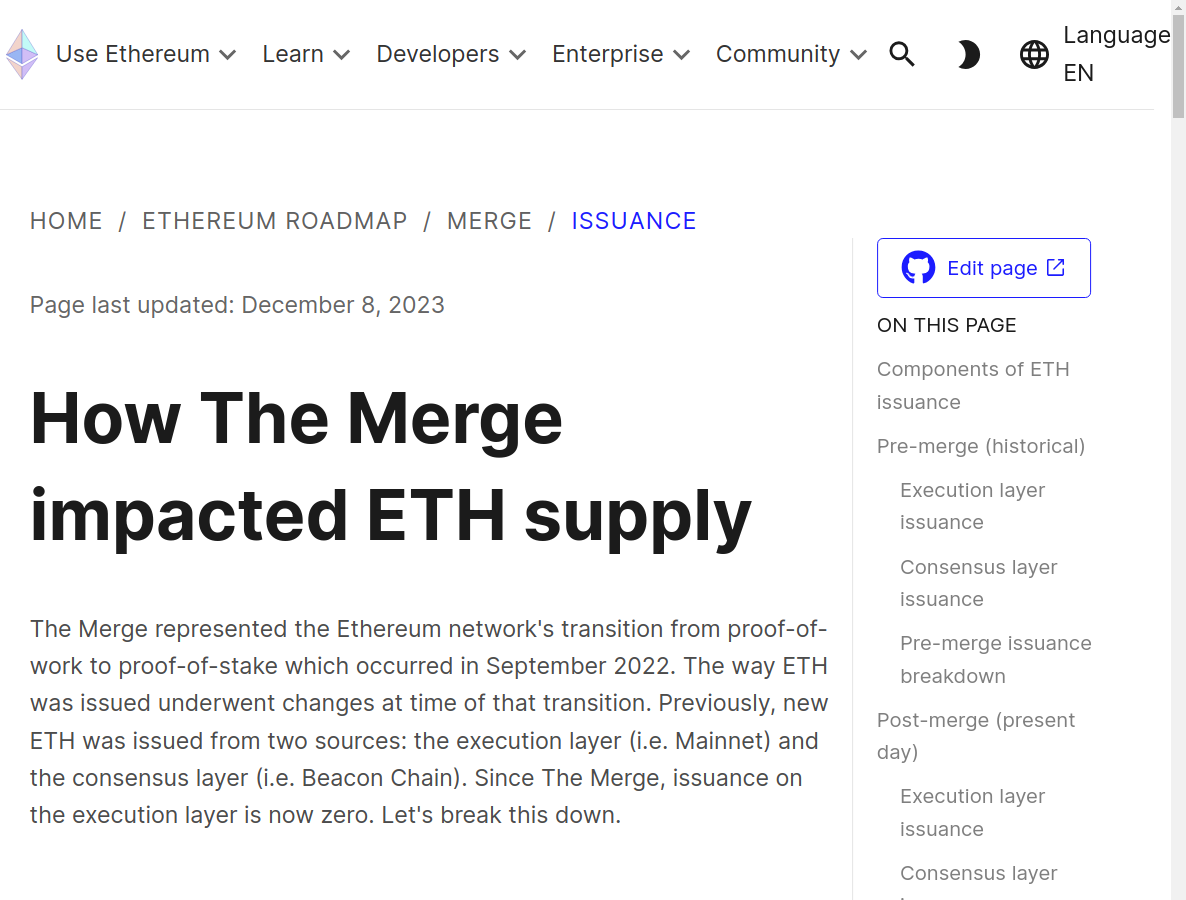 Use Ethereum
Learn
Developers
Enterprise
Community
Language
EN
HOME / ETHEREUM ROADMAP / MERGE / ISSUANCE
Page last updated: December 8, 2023
How The Merge
impacted ETH supply
The Merge represented the Ethereum network's transition from proof-of-
work to proof-of-stake which occurred in September 2022. The way ETH
was issued underwent changes at time of that transition. Previously, new
ETH was issued from two sources: the execution layer (i.e. Mainnet) and
the consensus layer (i.e. Beacon Chain). Since The Merge, issuance on
the execution layer is now zero. Let's break this down.
Edit page
ON THIS PAGE
Components of ETH
issuance
Pre-merge (historical)
Execution layer
issuance
Consensus layer
issuance
Pre-merge issuance
breakdown
Post-merge (present
day)
Execution layer
issuance
Consensus layer